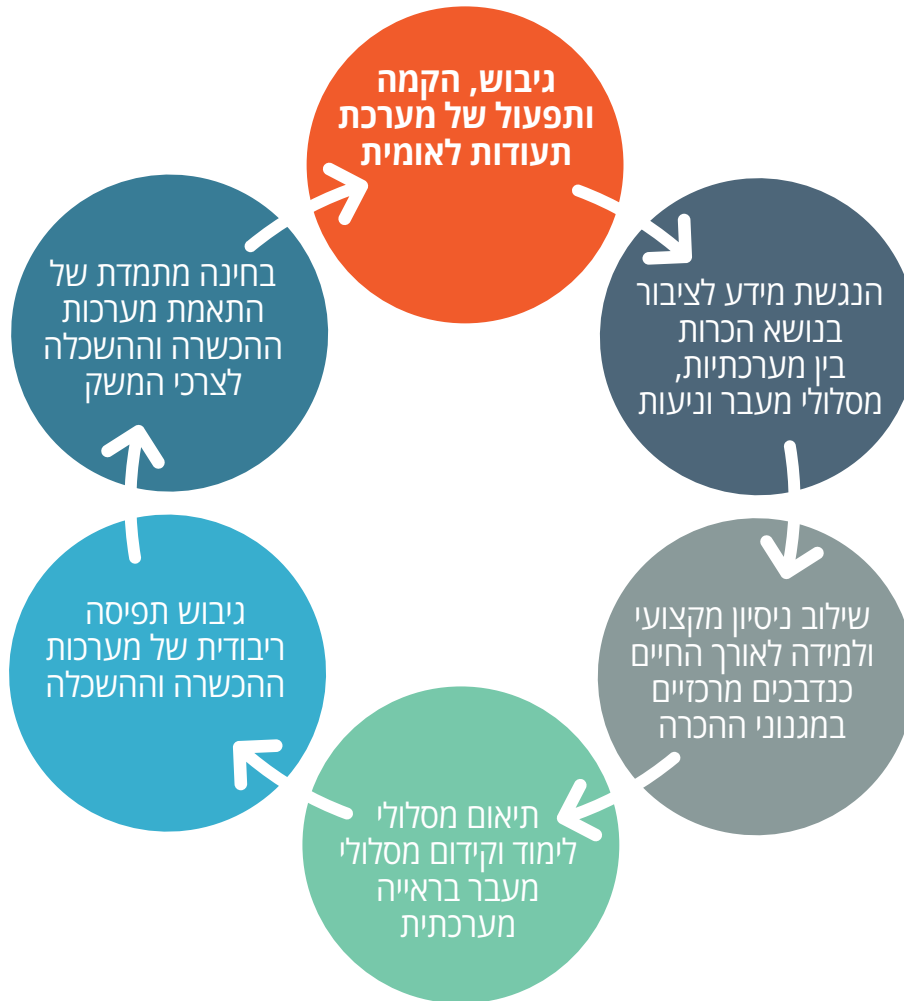 גיבוש, הקמה
ותפעול של מערכת
תעודות לאומית
הנגשת מידע לציבור
בנושא הכרות
בין מערכתיות,
מסלולי מעבר וניעות
שילוב ניסיון מקצועי
ולמידה לאורך החיים
כנדבכים מרכזיים
במגנוני ההכרה
תיאום מסלולי
לימוד וקידום מסלולי
מעבר בראייה
מערכתית
גיבוש תפיסה
ריבודית של מערכות
ההכשרה וההשכלה
בחינה מתמדת של
התאמת מערכות
ההכשרה וההשכלה
לצרכי המשק